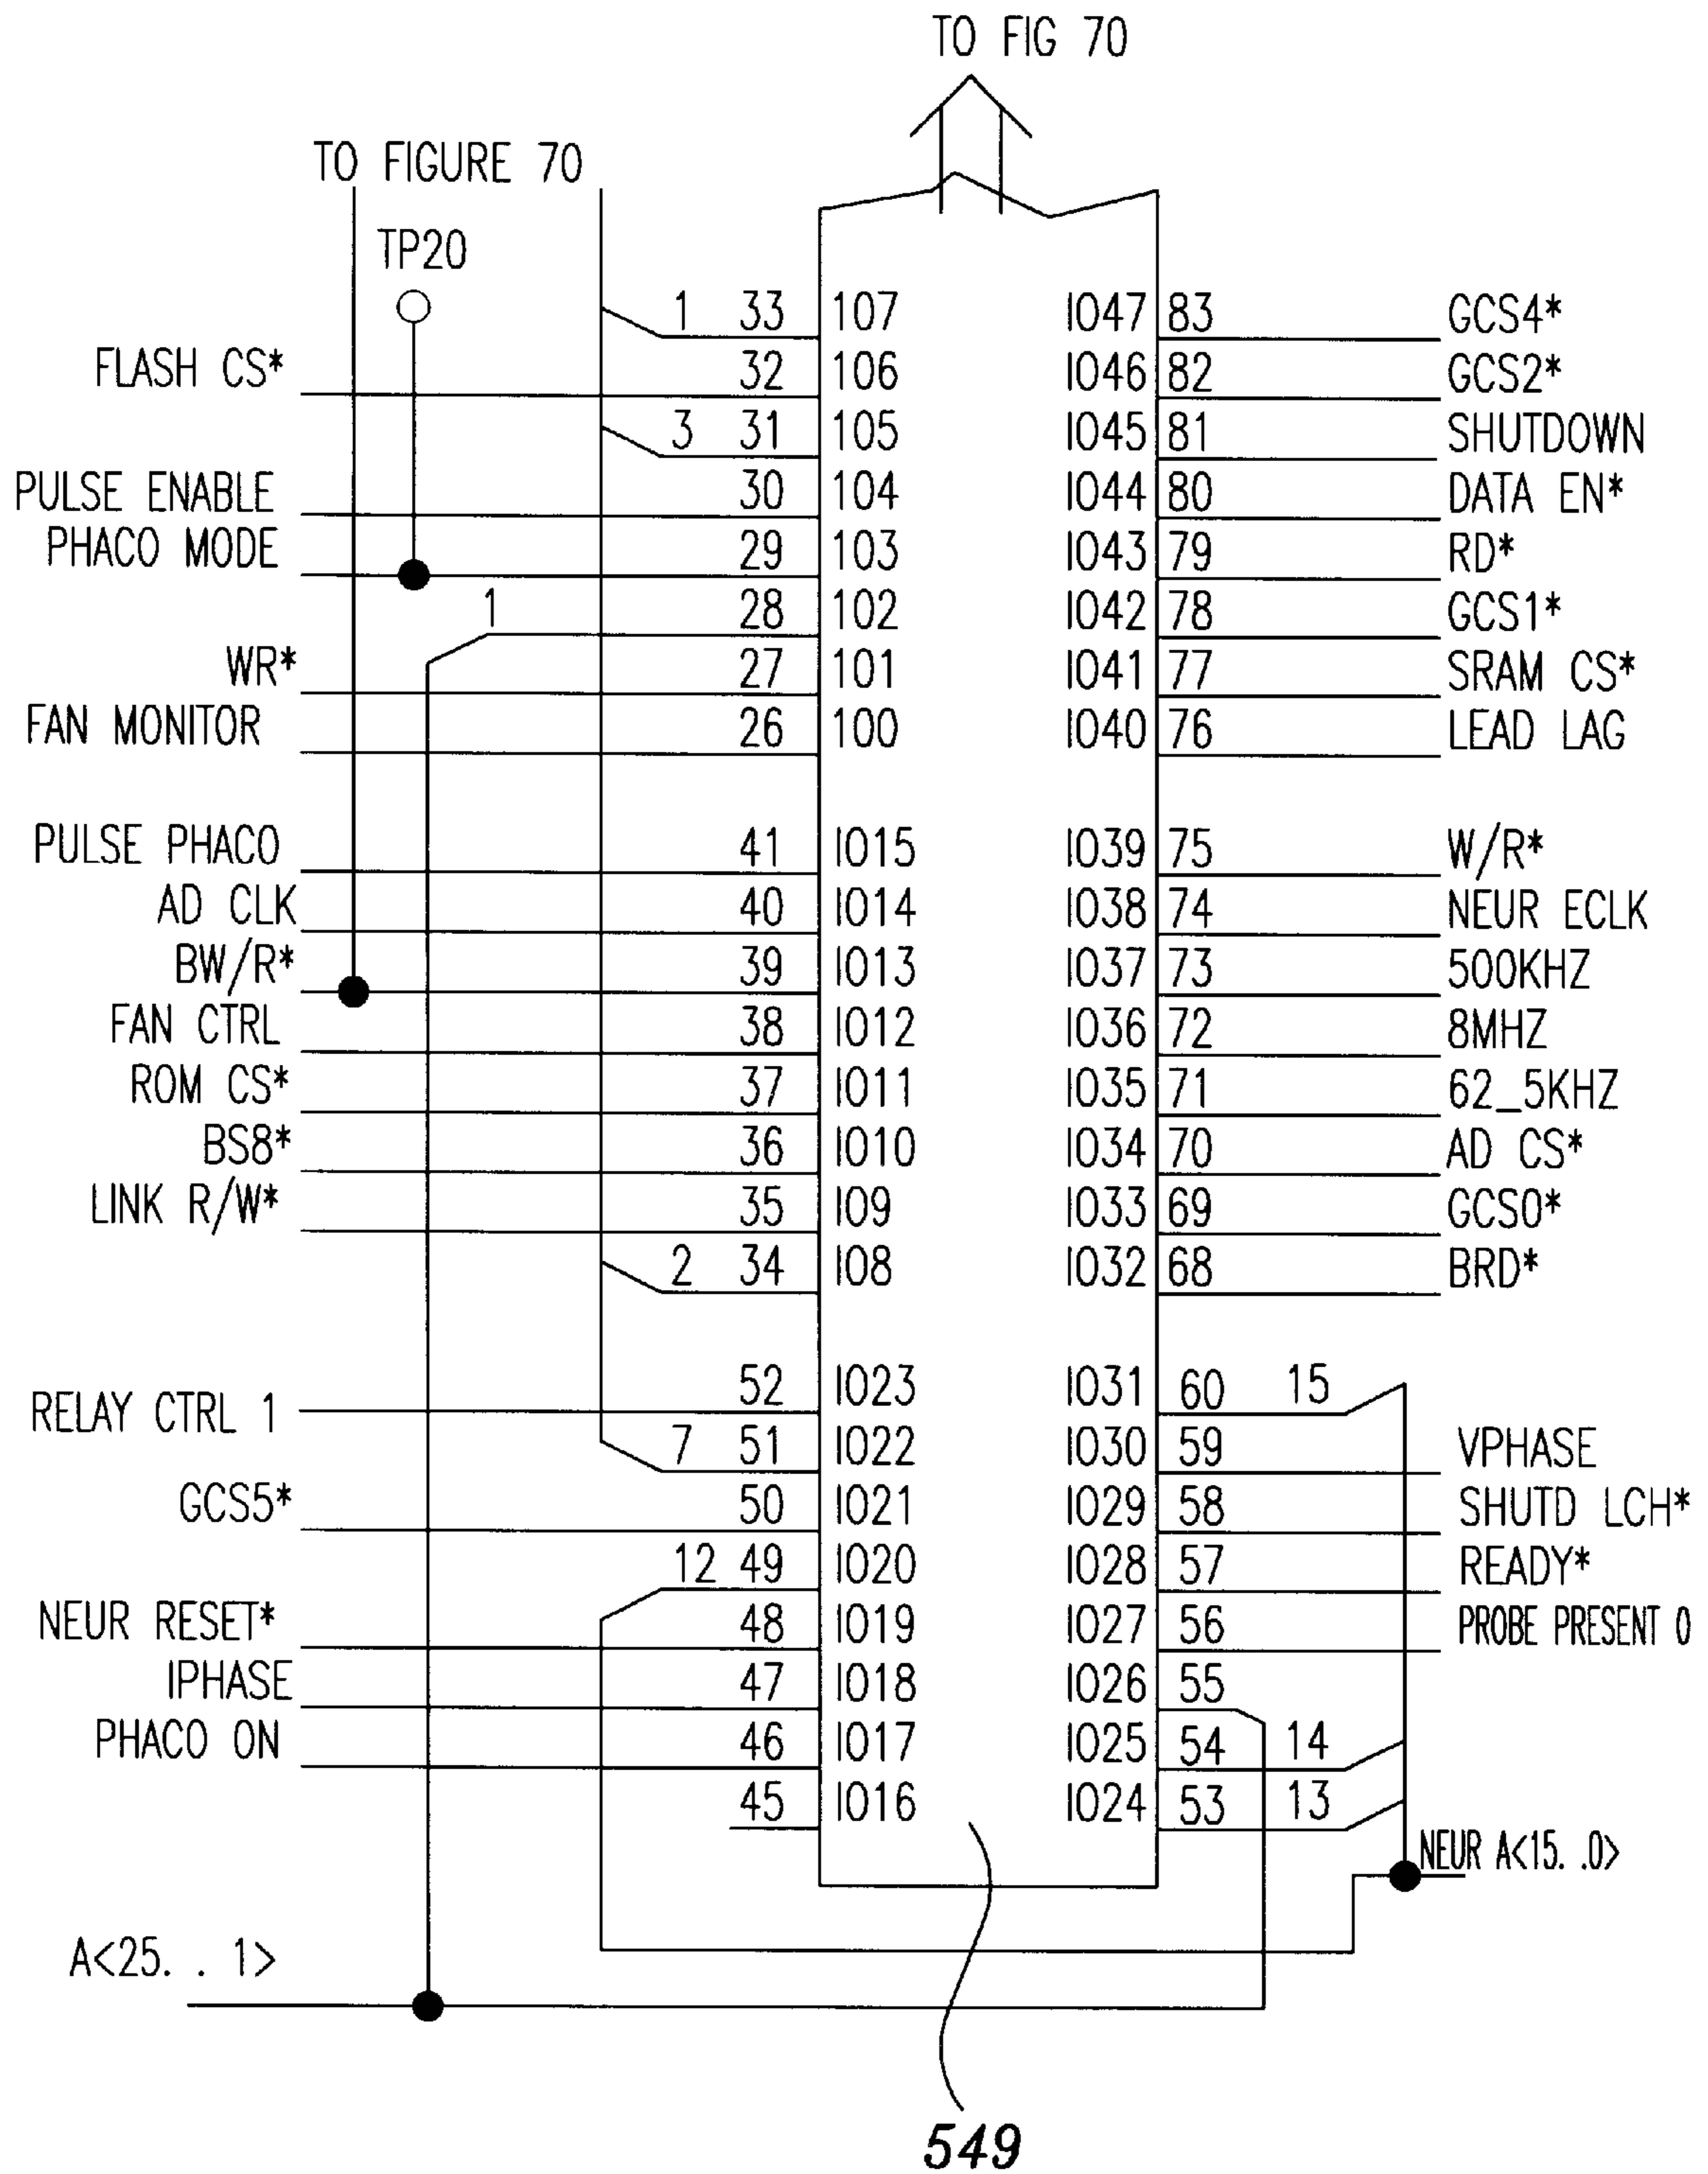 TO FIG 70
TO FIGURE 70
TP20
1 33 107 IO47 83 GCS4*
FLASH CS* 32 106 IO46 82 GCS2*
3 31 105 IO45 81 SHUTDOWN
PULSE ENABLE 30 104 IO44 80 DATA EN*
PHACO MODE 29 103 IO43 79 RD*
1 28 102 IO42 78 GCS1*
WR* 27 101 IO41 77 SRAM CS*
FAN MONITOR 26 100 IO40 76 LEAD LAG
PULSE PHACO 41 IO15 IO39 75 W/R*
AD CLK 40 IO14 IO38 74 NEUR ECLK
BW/R* 39 IO13 IO37 73 500KHZ
FAN CTRL 38 IO12 IO36 72 8MHZ
ROM CS* 37 IO11 IO35 71 62_5KHZ
BS8* 36 IO10 IO34 70 AD CS*
LINK R/W* 35 IO9 IO33 69 GCS0*
2 34 IO8 IO32 68 BRD*
RELAY CTRL 1 52 IO23 IO31 60 15
7 51 IO22 IO30 59 VPHASE
GCS5* 50 IO21 IO29 58 SHUTD LCH*
12 49 IO20 IO28 57 READY*
NEUR RESET* 48 IO19 IO27 56 PROBE PRESENT 0
IPHASE 47 IO18 IO26 55
PHACO ON 46 IO17 IO25 54 14
45 IO16 IO24 53 13
NEUR A<15. .0>
A<25. . 1>
549